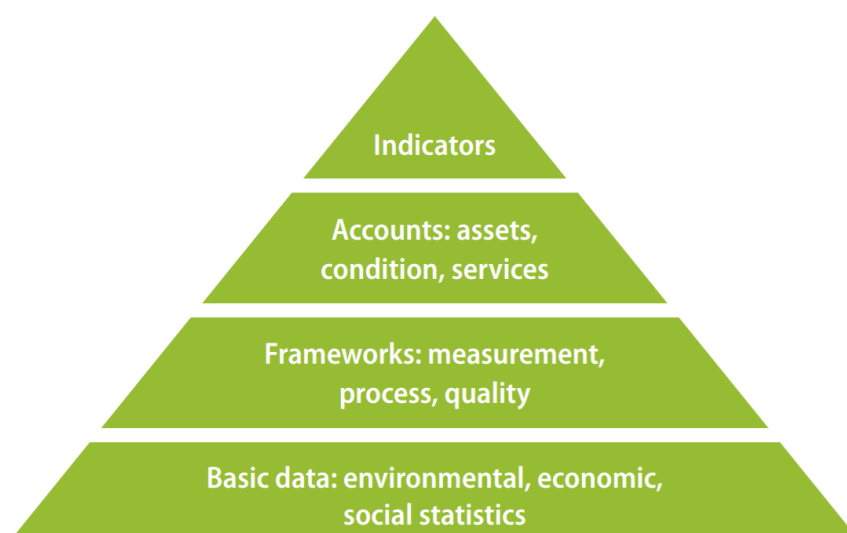 Indicators
Accounts: assets,
condition, services
Frameworks: measurement,
process, quality
Basic data: environmental, economic,
social statistics